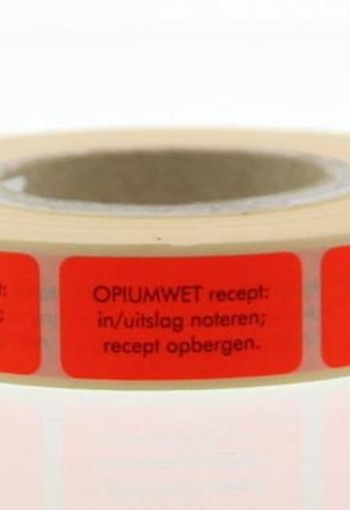 OPIUMWET recept:
in/uitslag noteren;
recept opbergen.